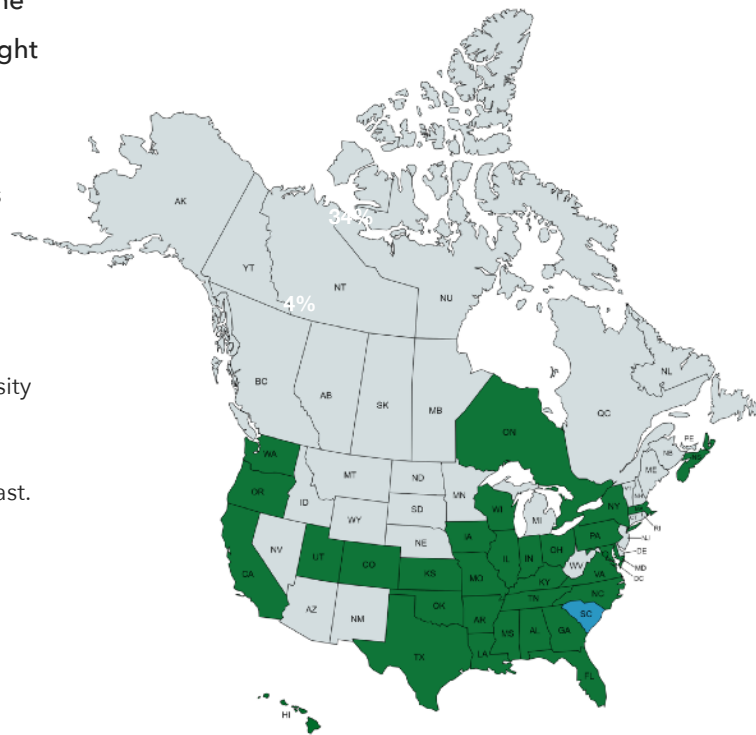 ne
ght
s
sity
ast.
34%
4%
AK
YT
NT
NU
BC
AB
SK
MB
ON
QC
NL
PE
NB
NS
ME
WA
OR
CA
ID
MT
WY
NV
UT
CO
AZ
NM
ND
SD
NE
KS
OK
TX
MN
IA
MO
AR
LA
WI
IL
MI
IN
OH
KY
TN
MS
AL
GA
FL
SC
NC
VA
WV
PA
NY
NH
RI
NJ
DE
MD
DC
HI